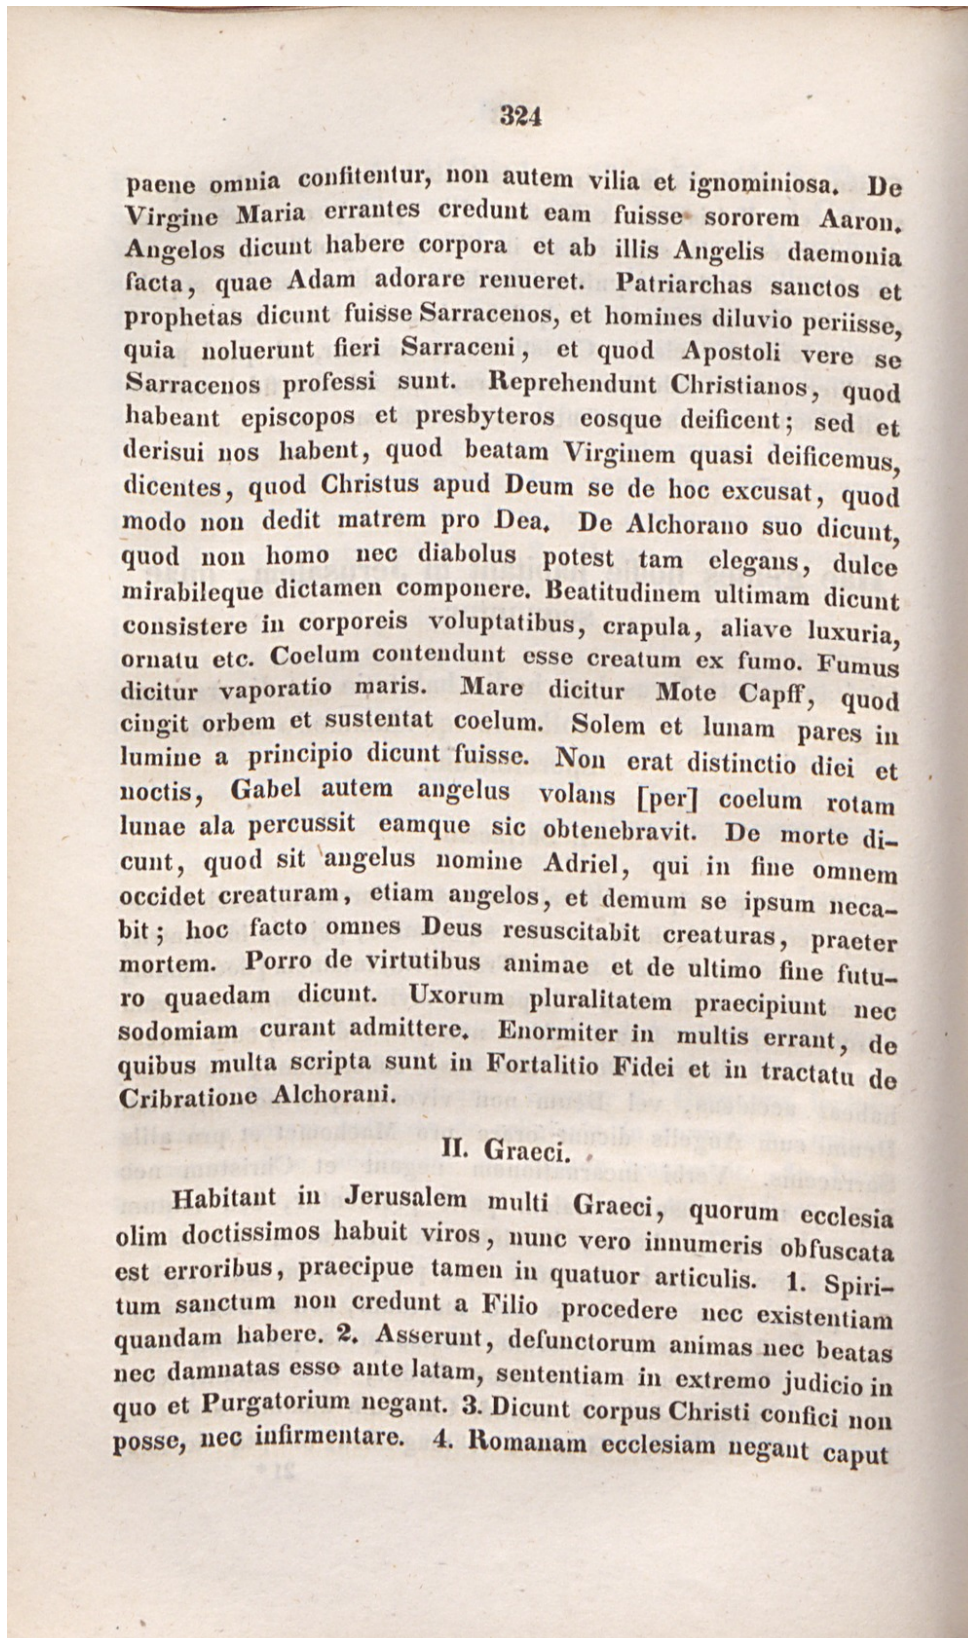 324
paene omnia confitentur, non autem vilia et ignominiosa. De
Virgine Maria errantes credunt eam fuisse sororem Aaron.
Angelos dicunt habere corpora et ab illis Angelis daemonia
facta, quae Adam adorare renueret. Patriarchas sanctos et
prophetas dicunt fuisse Sarracenos, et homines diluvio periisse,
quia noluerunt fieri Sarraceni, et quod Apostoli vere se
Sarracenos professi sunt. Reprehendunt Christianos, quod
habeant episcopos et presbyteros eosque deificent; sed et
derisui nos habent, quod beatam Virginem quasi deificemus,
dicentes, quod Christus apud Deum se de hoc excusat, quod
modo non dedit matrem pro Dea. De Alchorano suo dicunt,
quod non homo nec diabolus potest tam elegans, dulce
mirabileque dictamen componere. Beatitudinem ultimam dicunt
consistere in corporeis voluptatibus, crapula, aliave luxuria,
ornatu etc. Coelum contendunt esse creatum ex fumo. Fumus
dicitur vaporatio maris. Mare dicitur Mote Capff, quod
cingit orbem et sustentat coelum. Solem et lunam pares in
lumine a principio dicunt fuisse. Non erat distinctio diei et
noctis, Gabel autem angelus volans [per] coelum rotam
lunae ala percussit eamque sic obtenebravit. De morte di-
cunt, quod sit angelus nomine Adriel, qui in fine omnem
occidet creaturam, etiam angelos, et demum se ipsum neca-
bit; hoc facto omnes Deus resuscitabit creaturas, praeter
mortem. Porro de virtutibus animae et de ultimo fine futu-
ro quaedam dicunt. Uxorum pluralitatem praecipiunt nec
sodomiam curant admittere. Enormiter in multis errant, de
quibus multa scripta sunt in Fortalitio Fidei et in tractatu de
Cribratione Alchorani.
II. Graeci.
Habitant in Jerusalem multi Graeci, quorum ecclesia
olim doctissimos habuit viros, nunc vero innumeris obfuscata
est erroribus, praecipue tamen in quatuor articulis. 1. Spiri-
tum sanctum non credunt a Filio procedere nec existentiam
quandam habere. 2. Asserunt, defunctorum animas nec beatas
nec damnatas esse ante latam, sententiam in extremo judicio in
quo et Purgatorium negant. 3. Dicunt corpus Christi confici non
posse, nec infirmentare. 4. Romanam ecclesiam negant caput